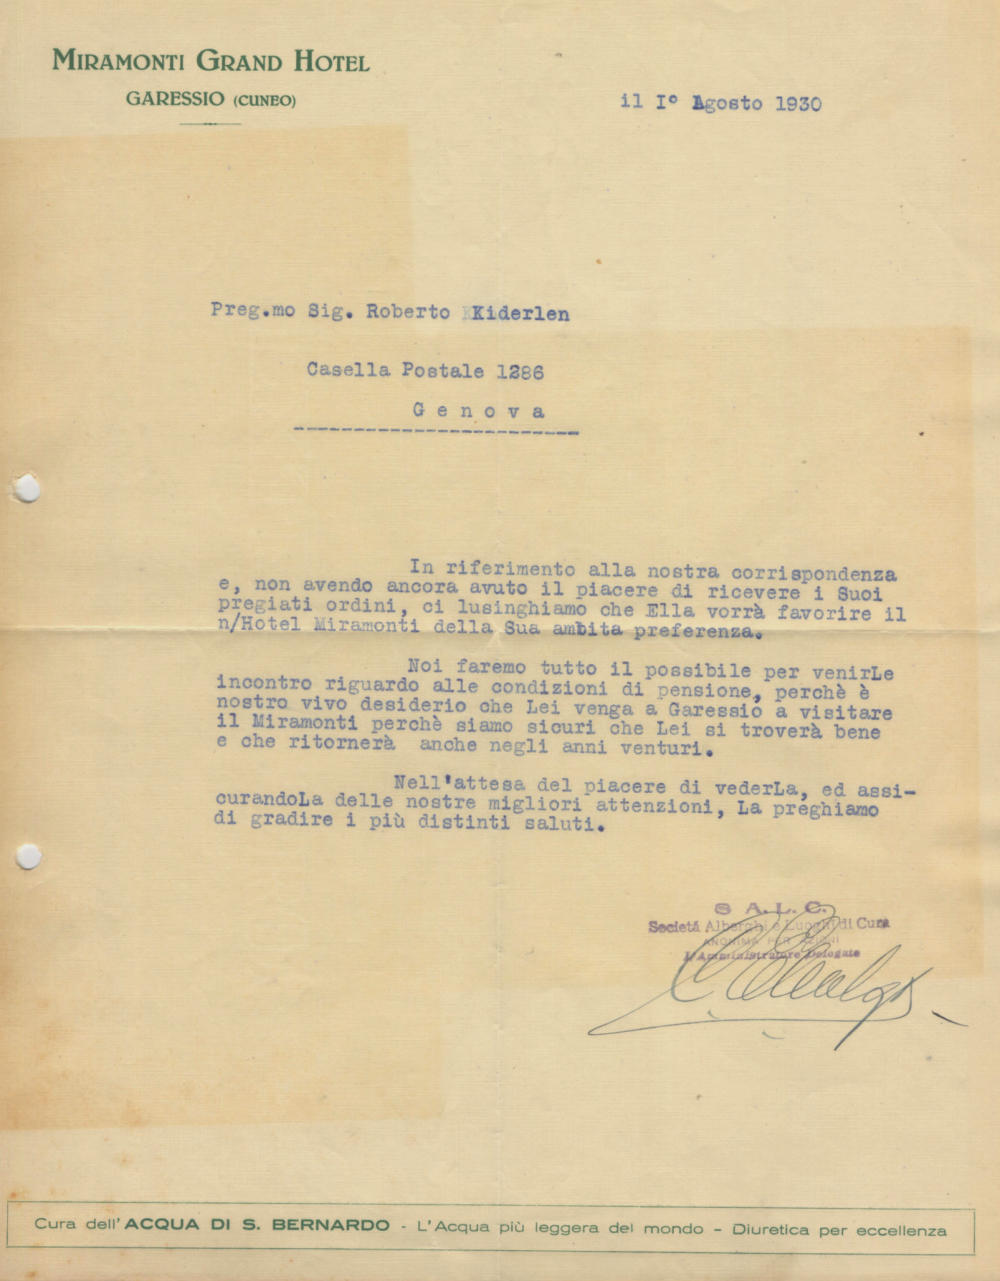 MIRAMONTI GRAND HOTEL
GARESSIO (CUNEO)
il I° Agosto 1930
Preg.mo Sig. Roberto Kiderlen
Casella Postale 1286
Genova
In riferimento alla nostra corrispondenza
e, non avendo ancora avuto il piacere di ricevere i Suoi
pregiati ordini, ci lusinghiamo che Ella vorrà favorire il
n/Hotel Miramonti della Sua ambita preferenza.
Noi faremo tutto il possibile per venirLe
incontro riguardo alle condizioni di pensione, perchè è
nostro vivo desiderio che Lei venga a Garessio a visitare
il Miramonti perchè siamo sicuri che Lei si troverà bene
e che ritornerà anche negli anni venturi.
Nell'attesa del piacere di vederLa, ed assi-
curandoLa delle nostre migliori attenzioni, La preghiamo
di gradire i più distinti saluti.
S A. L. C.
Società Alberghi e Luoghi di Cura
ANONIMA PER AZIONI
L'Amministratore Delegato
Cura dell'ACQUA DI S. BERNARDO - L'Acqua più leggera del mondo - Diuretica per eccellenza